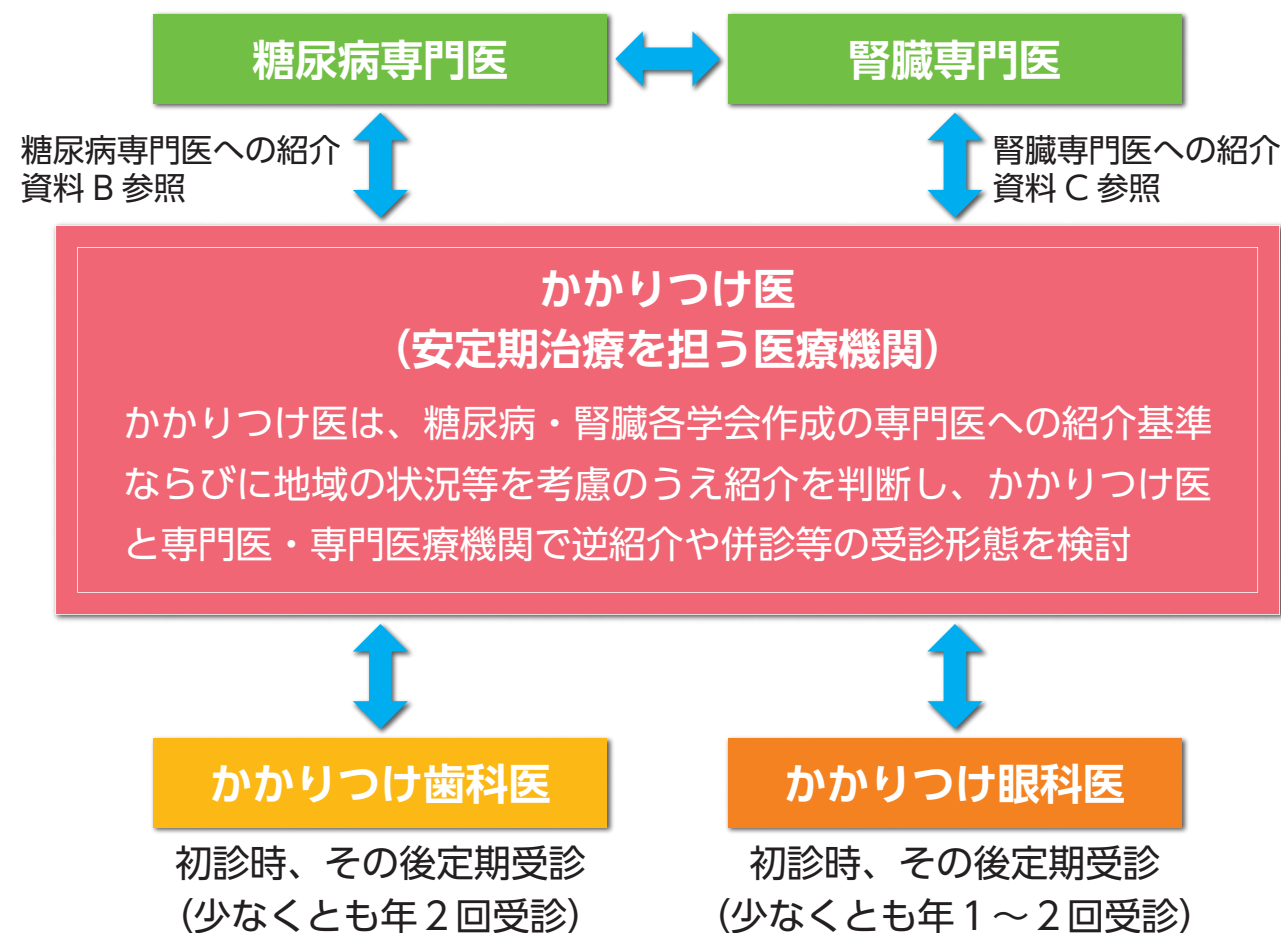 糖尿病専門医
腎臓専門医
糖尿病専門医への紹介
資料 B 参照
腎臓専門医への紹介
資料 C 参照
かかりつけ医
（安定期治療を担う医療機関）
かかりつけ医は、糖尿病・腎臓各学会作成の専門医への紹介基準
ならびに地域の状況等を考慮のうえ紹介を判断し、かかりつけ医
と専門医・専門医療機関で逆紹介や併診等の受診形態を検討
かかりつけ歯科医
かかりつけ眼科医
初診時、その後定期受診
（少なくとも年２回受診）
初診時、その後定期受診
（少なくとも年１～２回受診）